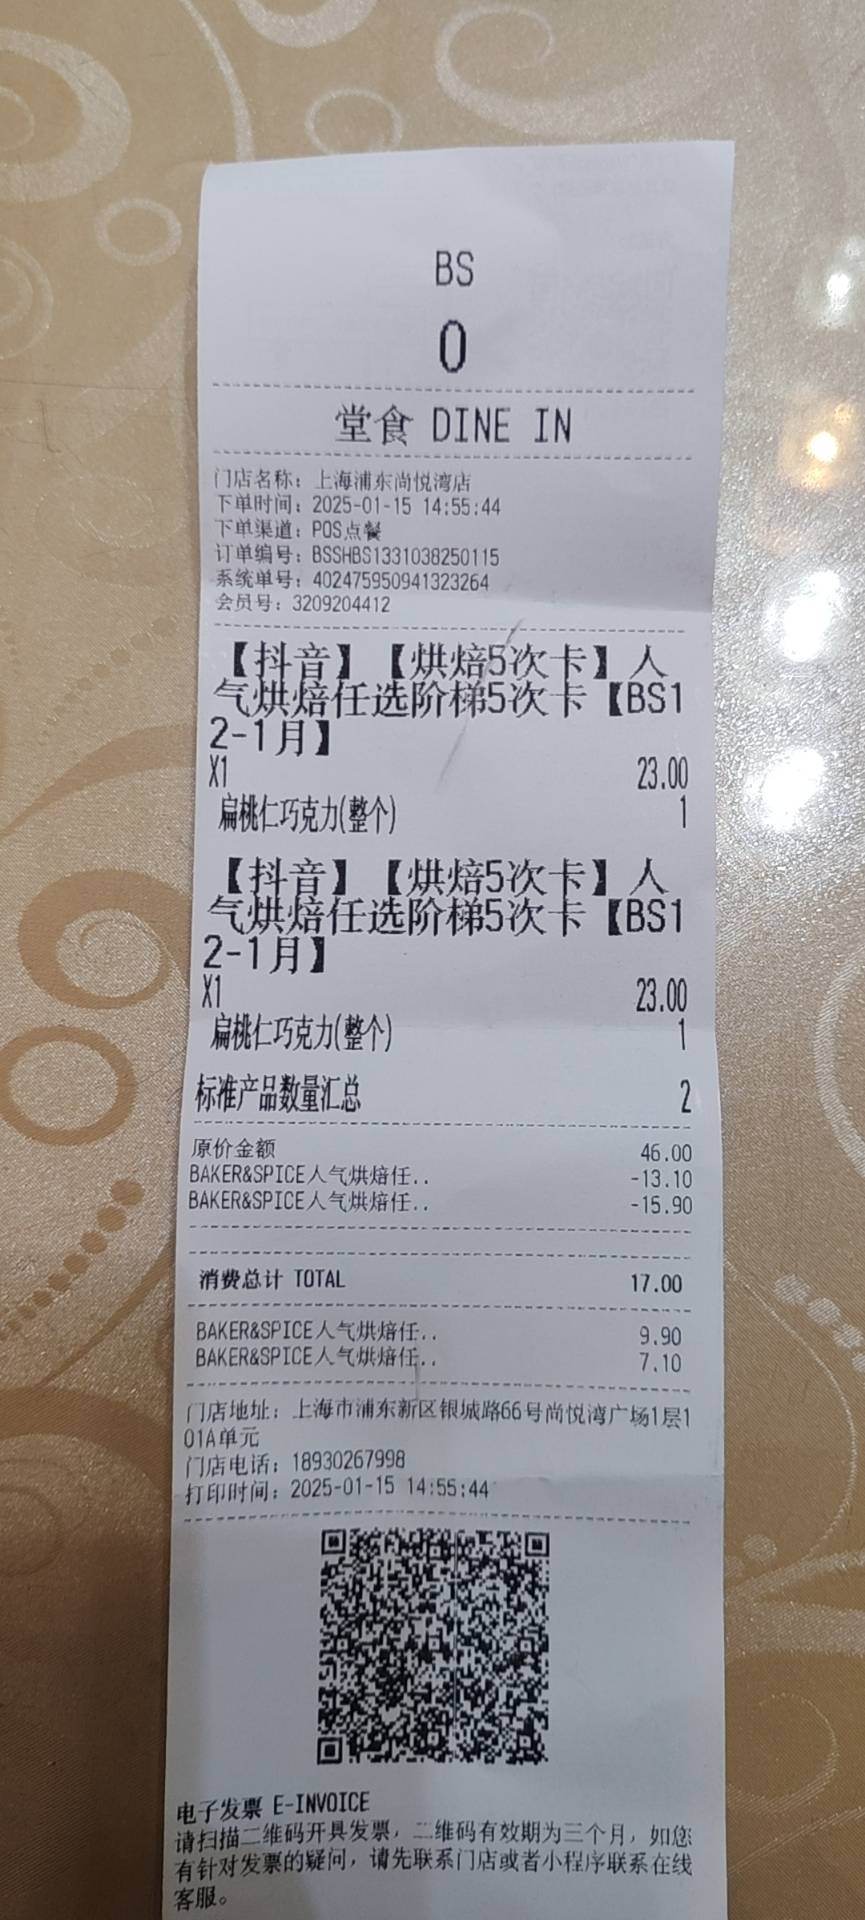 BS
0
堂食 DINE IN
门店名称：上海浦东尚悦湾店
下单时间：2025-01-15 14:55:44
下单渠道：POS点餐
订单编号：BSSHBS1331038250115
系统单号：402475950941323264
会员号：3209204412
【抖音】【烘焙5次卡】人
气烘焙任选阶梯5次卡【BS1
2-1月】
X1 23.00
扁桃仁巧克力(整个) 1
【抖音】【烘焙5次卡】人
气烘焙任选阶梯5次卡【BS1
2-1月】
X1 23.00
扁桃仁巧克力(整个) 1
标准产品数量汇总 2
原价金额 46.00
BAKER&SPICE人气烘焙任.. -13.10
BAKER&SPICE人气烘焙任.. -15.90
消费总计 TOTAL 17.00
BAKER&SPICE人气烘焙任.. 9.90
BAKER&SPICE人气烘焙任.. 7.10
门店地址：上海市浦东新区银城路66号尚悦湾广场1层1
01A单元
门店电话：18930267998
打印时间：2025-01-15 14:55:44
电子发票 E-INVOICE
请扫描二维码开具发票，二维码有效期为三个月，如您
有针对发票的疑问，请先联系门店或者小程序联系在线
客服。